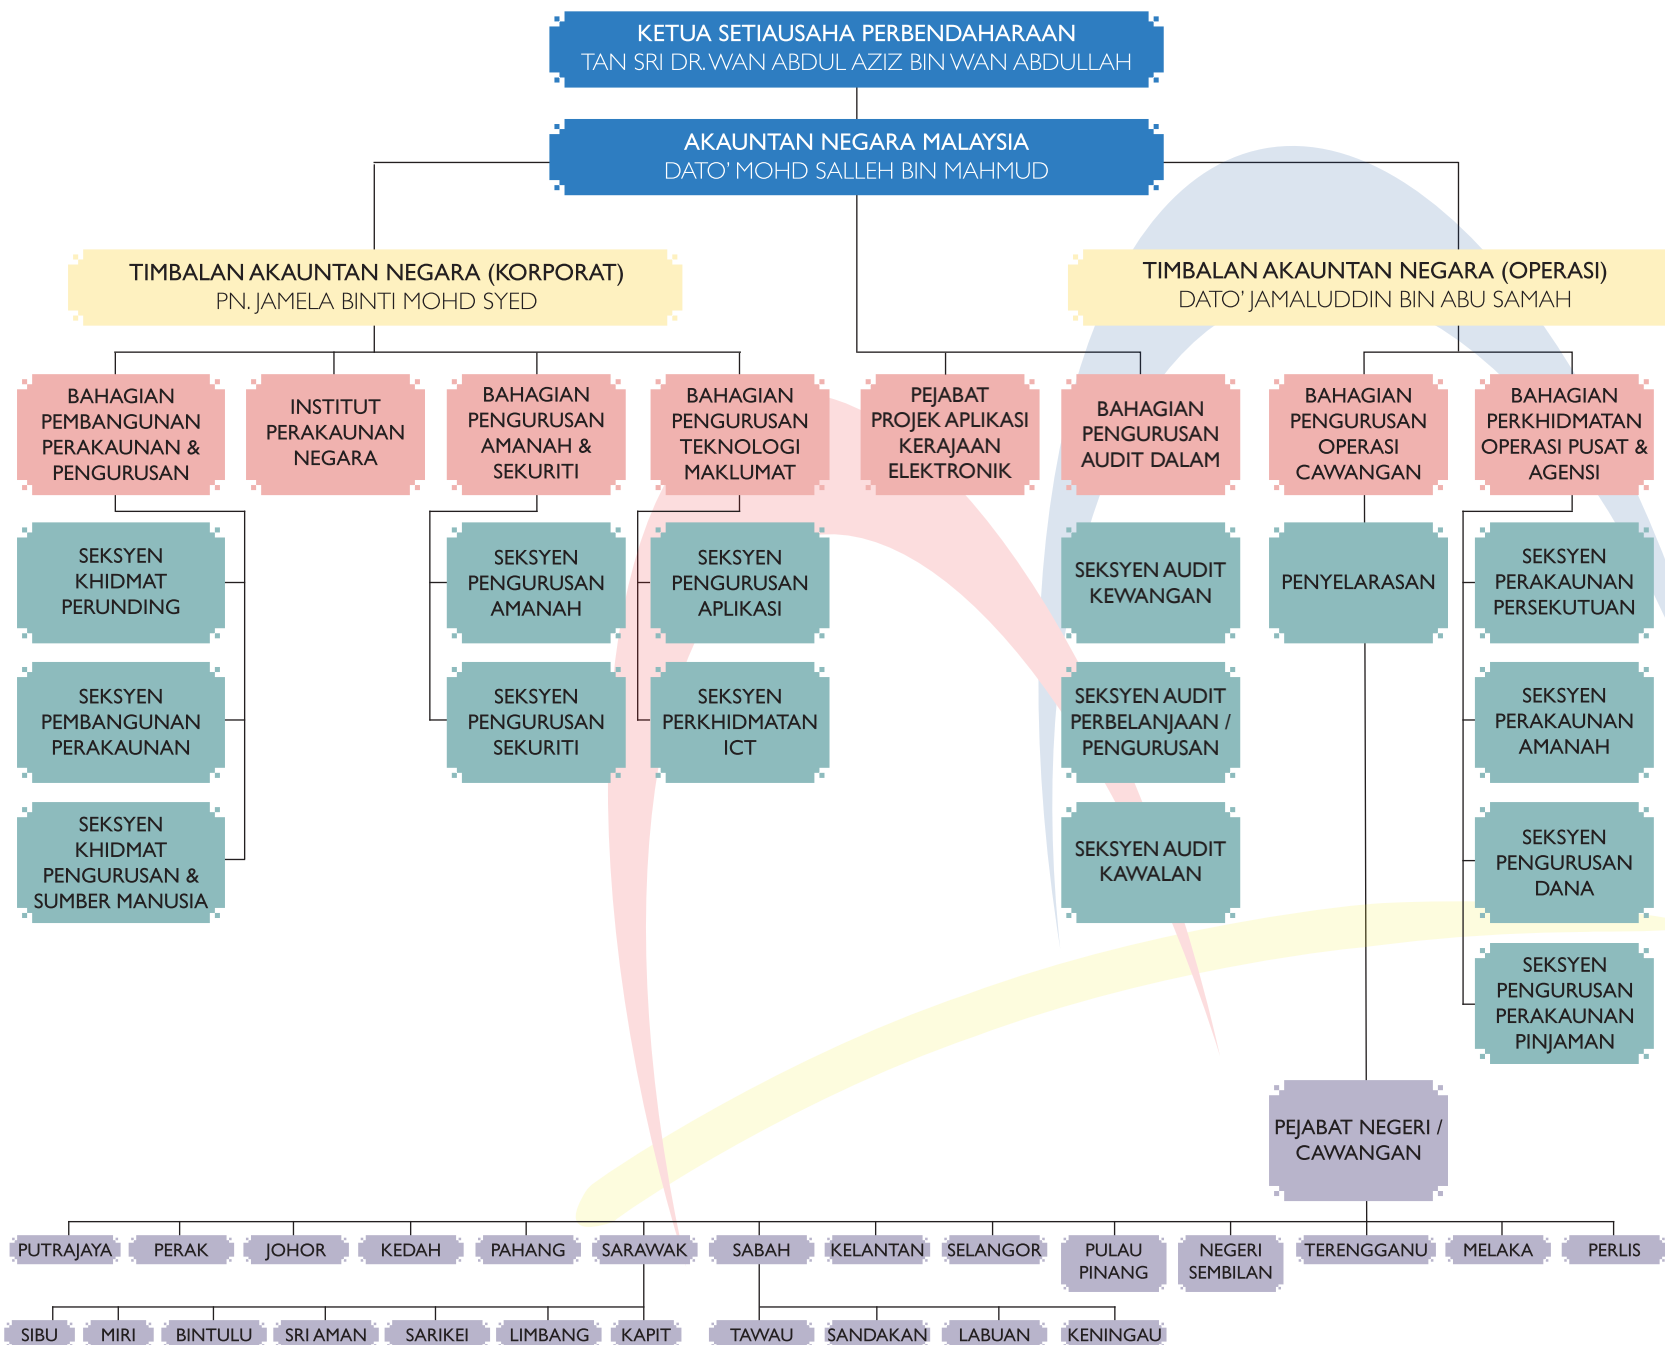 KETUA SETIAUSAHA PERBENDAHARAAN
TAN SRI DR. WAN ABDUL AZIZ BIN WAN ABDULLAH
AKAUNTAN NEGARA MALAYSIA
DATO' MOHD SALLEH BIN MAHMUD
TIMBALAN AKAUNTAN NEGARA (KORPORAT)
PN. JAMELA BINTI MOHD SYED
TIMBALAN AKAUNTAN NEGARA (OPERASI)
DATO' JAMALUDDIN BIN ABU SAMAH
BAHAGIAN
PEMBANGUNAN
PERAKAUNAN &
PENGURUSAN
INSTITUT
PERAKAUNAN
NEGARA
BAHAGIAN
PENGURUSAN
AMANAH &
SEKURITI
BAHAGIAN
PENGURUSAN
TEKNOLOGI
MAKLUMAT
PEJABAT
PROJEK APLIKASI
KERAJAAN
ELEKTRONIK
BAHAGIAN
PENGURUSAN
AUDIT DALAM
BAHAGIAN
PENGURUSAN
OPERASI
CAWANGAN
BAHAGIAN
PERKHIDMATAN
OPERASI PUSAT &
AGENSI
SEKSYEN
KHIDMAT
PERUNDING
SEKSYEN
PENGURUSAN
AMANAH
SEKSYEN
PENGURUSAN
APLIKASI
SEKSYEN AUDIT
KEWANGAN
PENYELARASAN
SEKSYEN
PERAKAUNAN
PERSEKUTUAN
SEKSYEN
PEMBANGUNAN
PERAKAUNAN
SEKSYEN
PENGURUSAN
SEKURITI
SEKSYEN
PERKHIDMATAN
ICT
SEKSYEN AUDIT
PERBELANJAAN /
PENGURUSAN
SEKSYEN
PERAKAUNAN
AMANAH
SEKSYEN
KHIDMAT
PENGURUSAN &
SUMBER MANUSIA
SEKSYEN AUDIT
KAWALAN
SEKSYEN
PENGURUSAN
DANA
SEKSYEN
PENGURUSAN
PERAKAUNAN
PINJAMAN
PEJABAT NEGERI /
CAWANGAN
PUTRAJAYA
PERAK
JOHOR
KEDAH
PAHANG
SARAWAK
SABAH
KELANTAN
SELANGOR
PULAU
PINANG
NEGERI
SEMBILAN
TERENGGANU
MELAKA
PERLIS
SIBU
MIRI
BINTULU
SRI AMAN
SARIKEI
LIMBANG
KAPIT
TAWAU
SANDAKAN
LABUAN
KENINGAU